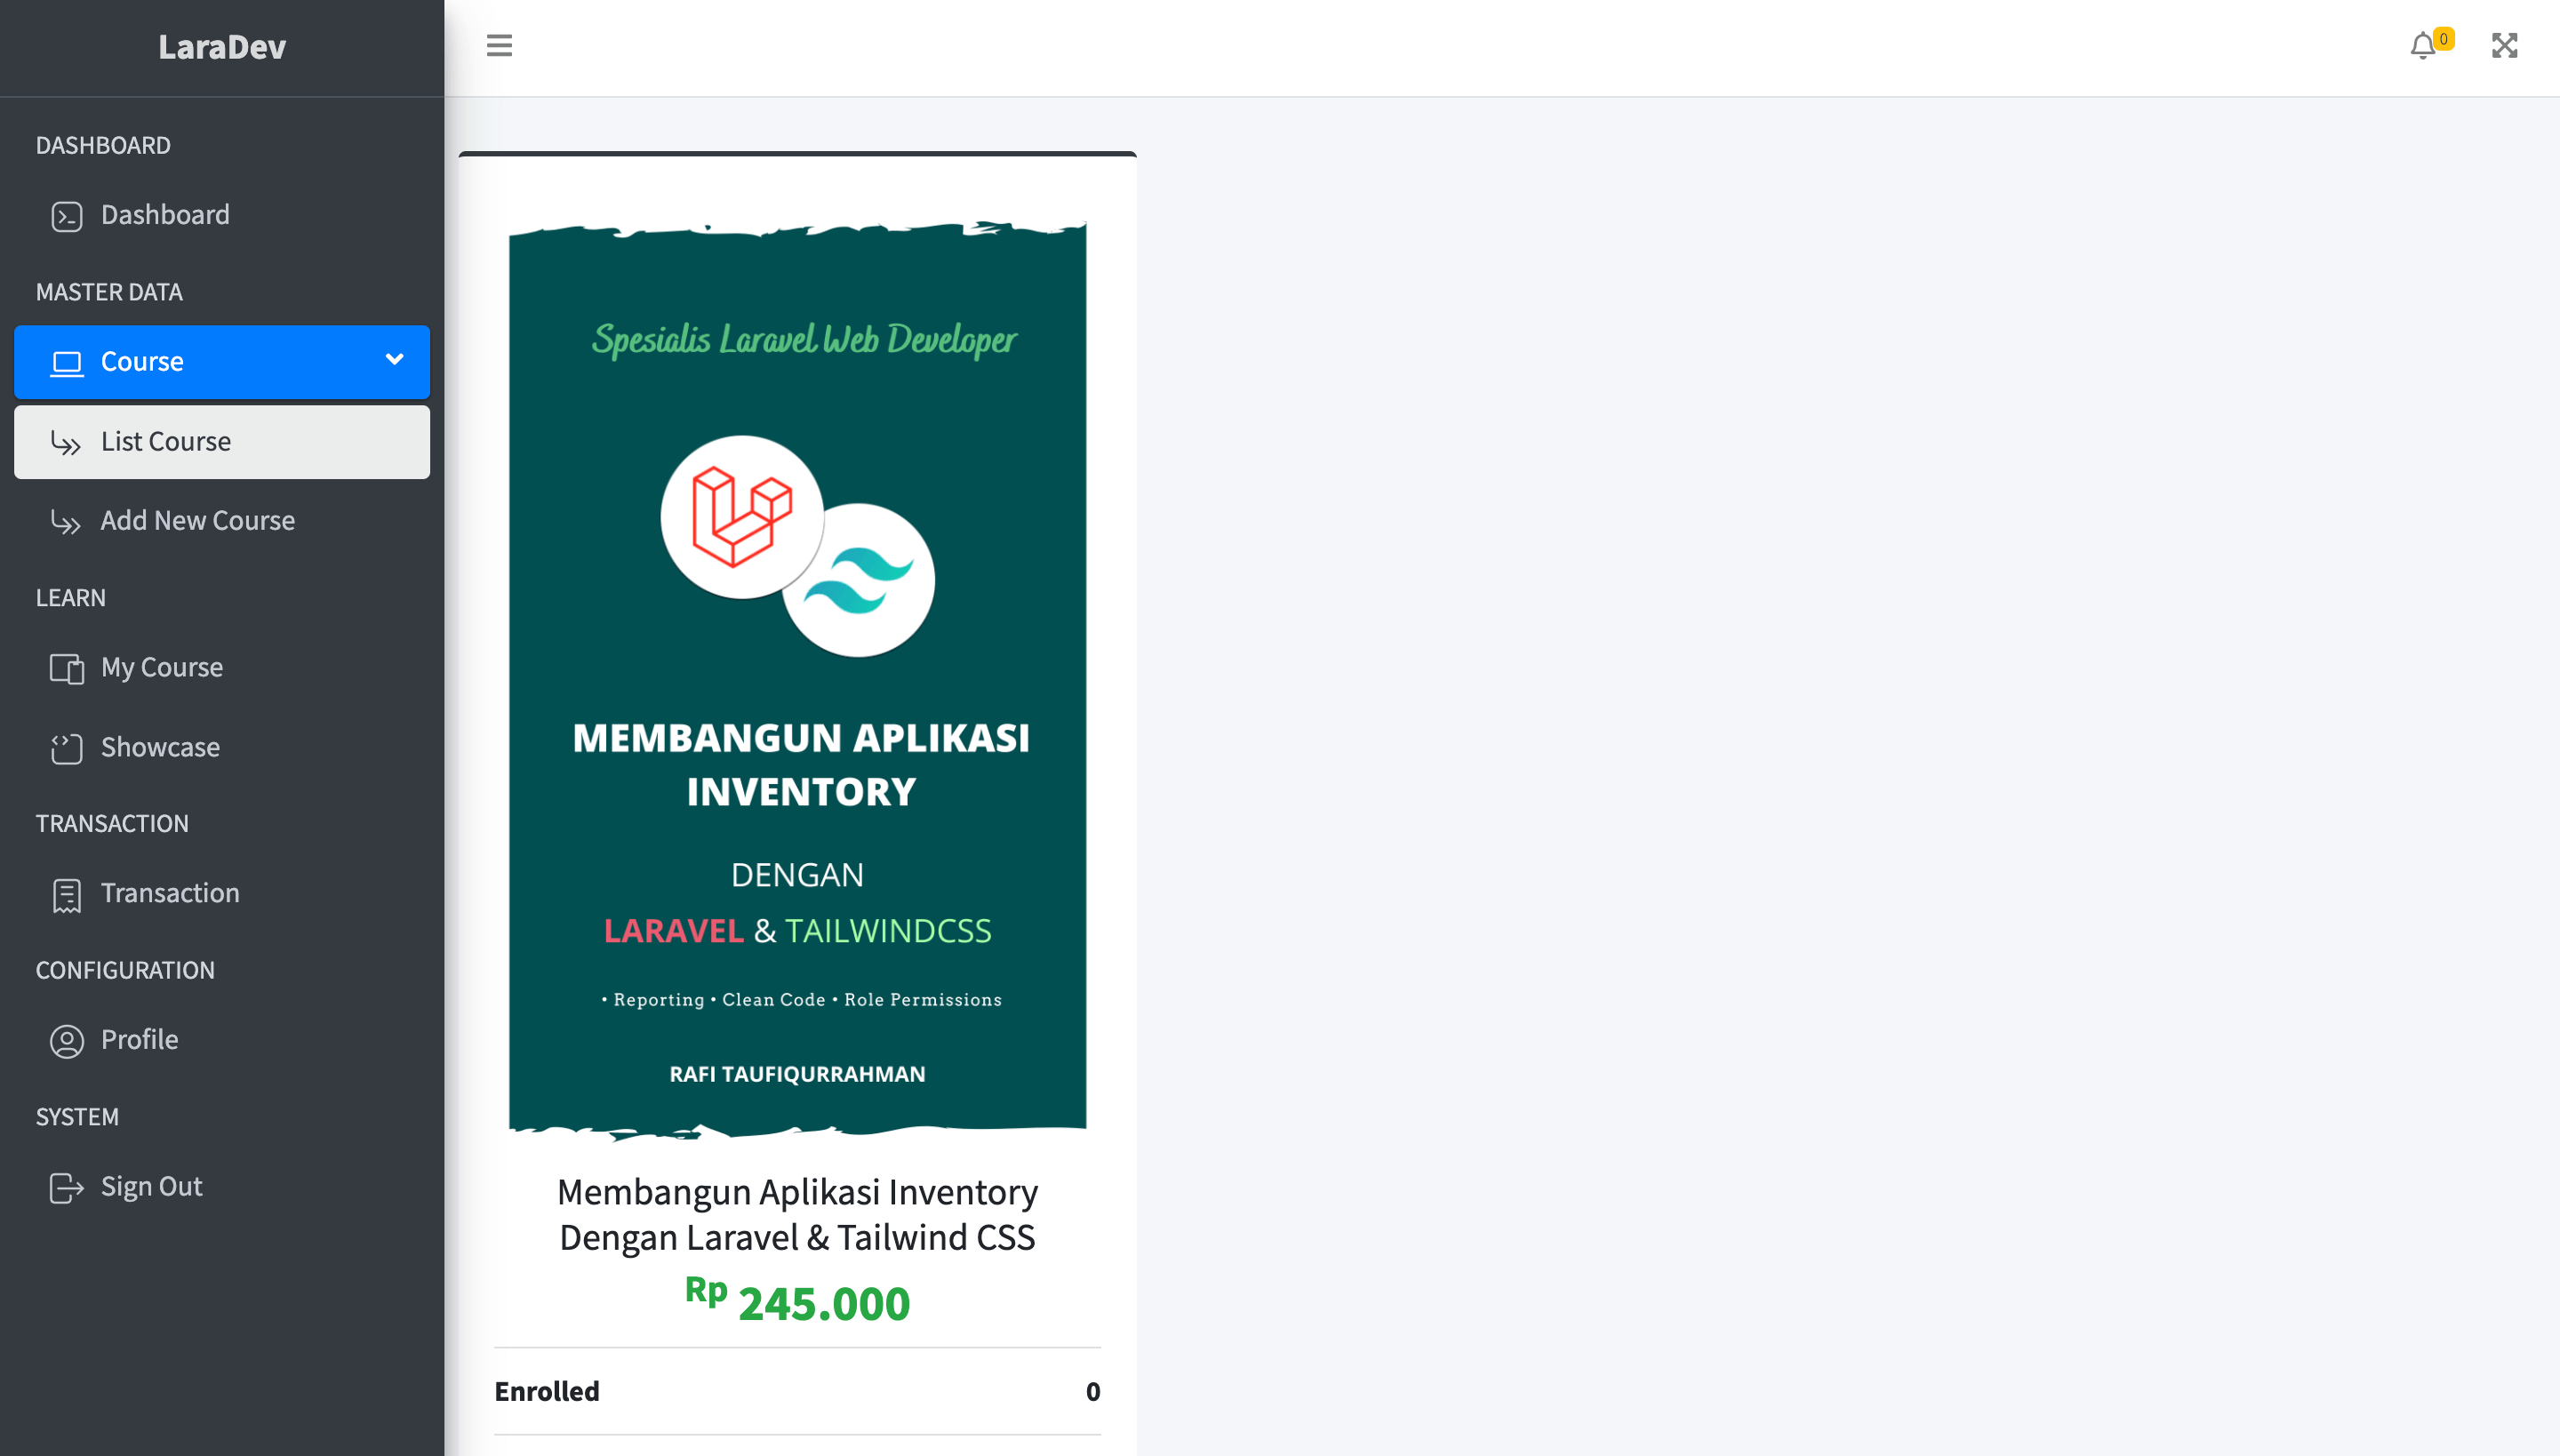 LaraDev
0
DASHBOARD
Dashboard
MASTER DATA
Course
List Course
Add New Course
LEARN
My Course
Showcase
TRANSACTION
Transaction
CONFIGURATION
Profile
SYSTEM
Sign Out
Spesialis Laravel Web Developer
MEMBANGUN APLIKASI
INVENTORY
DENGAN
LARAVEL & TAILWINDCSS
• Reporting • Clean Code • Role Permissions
RAFI TAUFIQURRAHMAN
Membangun Aplikasi Inventory
Dengan Laravel & Tailwind CSS
Rp 245.000
Enrolled 0